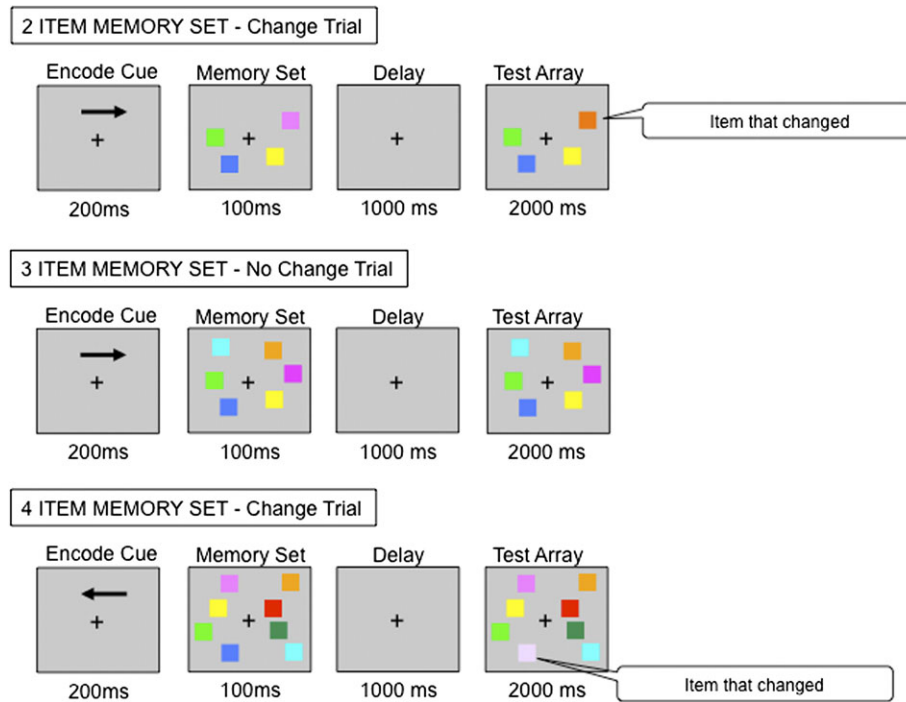 2 ITEM MEMORY SET - Change Trial
Encode Cue Memory Set Delay Test Array
Item that changed
200ms 100ms 1000 ms 2000 ms
3 ITEM MEMORY SET - No Change Trial
Encode Cue Memory Set Delay Test Array
200ms 100ms 1000 ms 2000 ms
4 ITEM MEMORY SET - Change Trial
Encode Cue Memory Set Delay Test Array
200ms 100ms 1000 ms 2000 ms
Item that changed